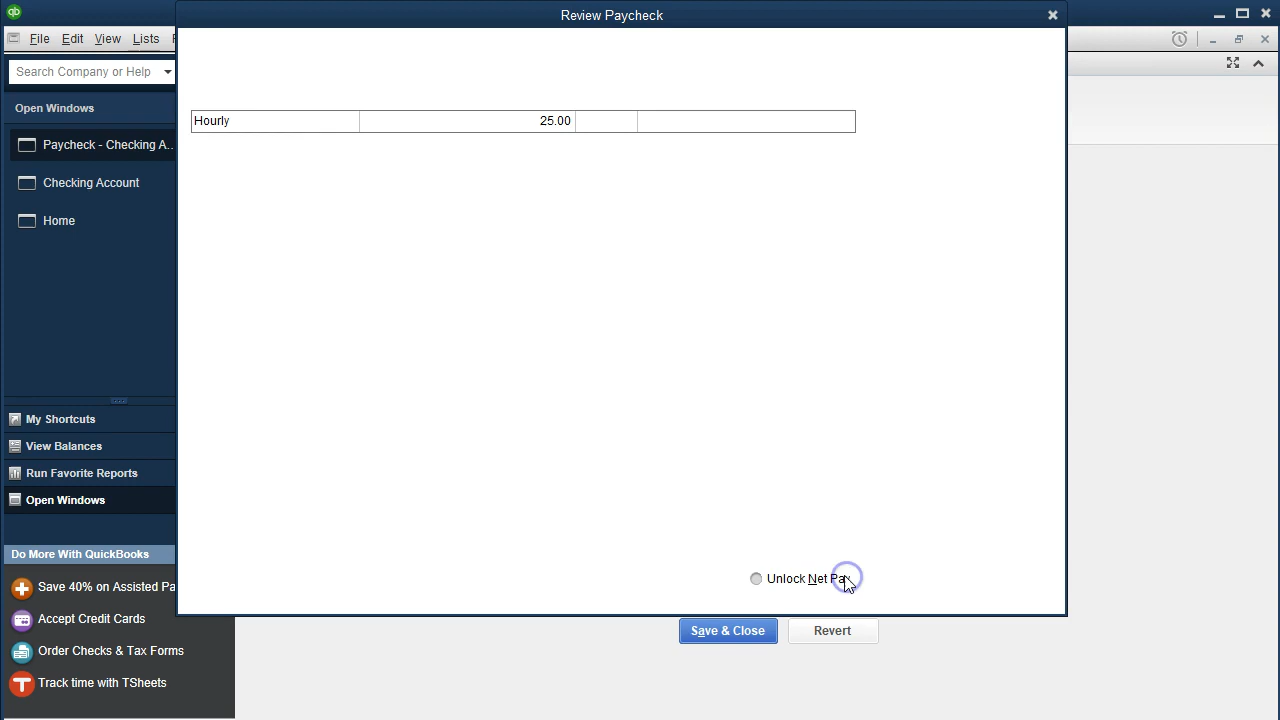 qb
Review Paycheck
File Edit View Lists
Search Company or Help
Open Windows
Paycheck - Checking A...
Checking Account
Home
Hourly 25.00
My Shortcuts
View Balances
Run Favorite Reports
Open Windows
Do More With QuickBooks
Save 40% on Assisted Pa
Accept Credit Cards
Order Checks & Tax Forms
Track time with TSheets
Unlock Net Pay
Save & Close Revert